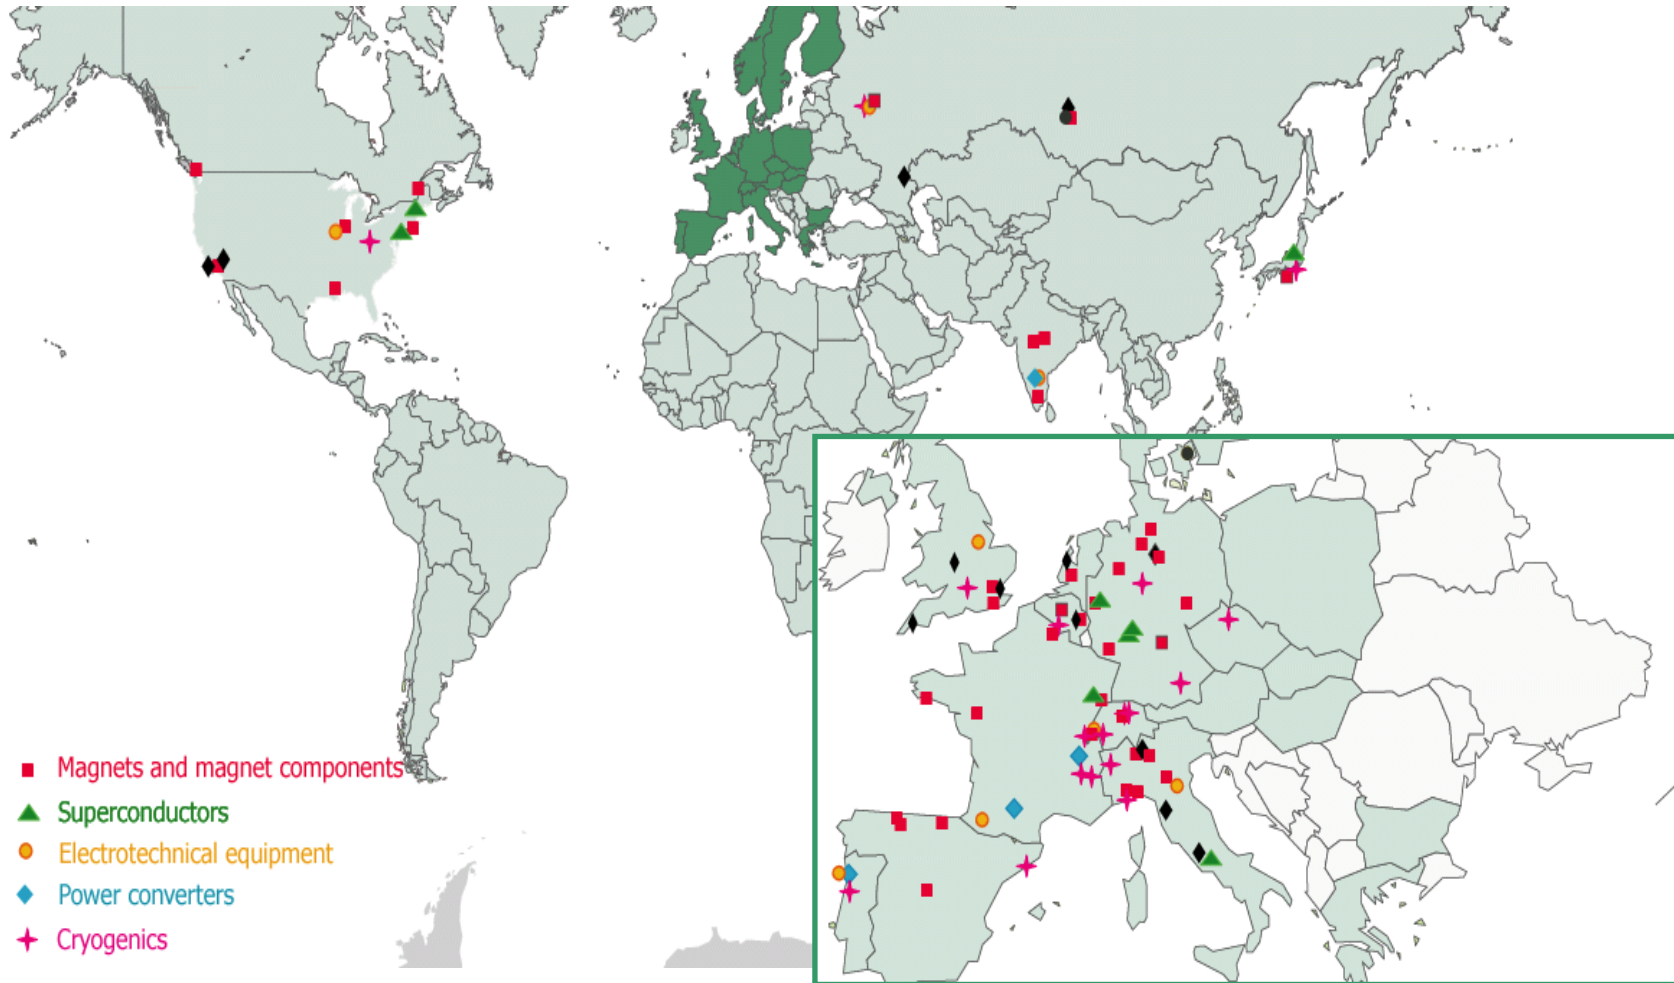 Magnets and magnet components
Superconductors
Electrotechnical equipment
Power converters
Cryogenics